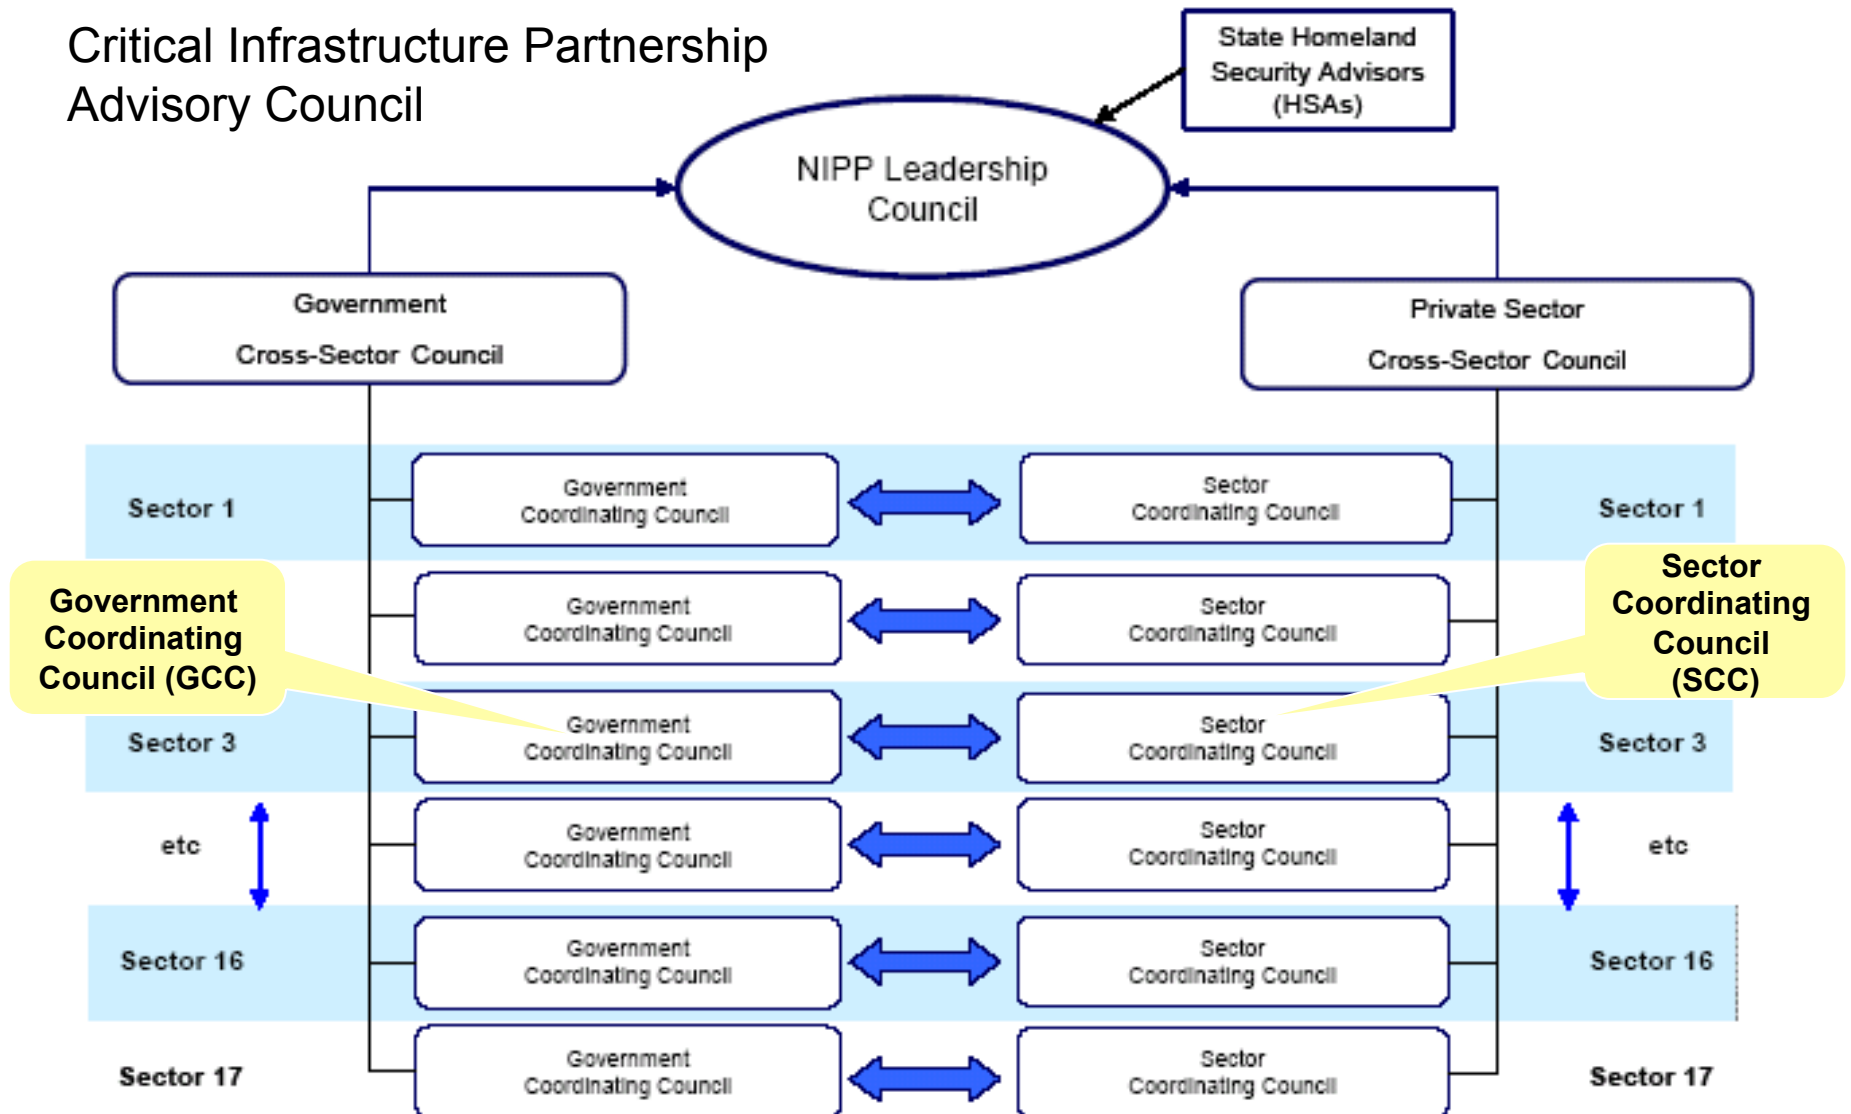 Critical Infrastructure Partnership
Advisory Council
State Homeland
Security Advisors
(HSAs)
NIPP Leadership
Council
Government
Cross-Sector Council
Private Sector
Cross-Sector Council
Sector 1
Government
Coordinating Council
Sector
Coordinating Council
Sector 1
Government
Coordinating
Council (GCC)
Government
Coordinating Council
Sector
Coordinating Council
Sector
Coordinating
Council
(SCC)
Sector 3
Government
Coordinating Council
Sector
Coordinating Council
Sector 3
etc
Government
Coordinating Council
Sector
Coordinating Council
etc
Sector 16
Government
Coordinating Council
Sector
Coordinating Council
Sector 16
Sector 17
Government
Coordinating Council
Sector
Coordinating Council
Sector 17